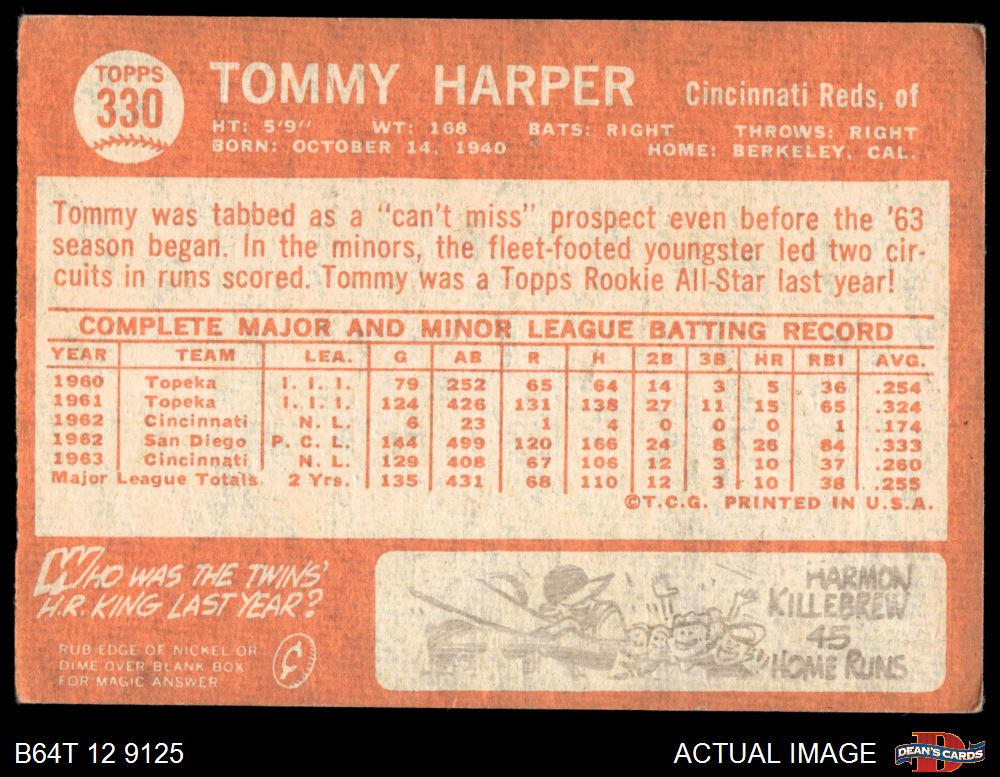 TOPPS
330
TOMMY HARPER
Cincinnati Reds, of
HT: 5'9" WT: 168 BATS: RIGHT THROWS: RIGHT
BORN: OCTOBER 14, 1940 HOME: BERKELEY, CAL.
Tommy was tabbed as a "can't miss" prospect even before the '63
season began. In the minors, the fleet-footed youngster led two cir-
cuits in runs scored. Tommy was a Topps Rookie All-Star last year!
COMPLETE MAJOR AND MINOR LEAGUE BATTING RECORD
YEAR TEAM LEA. G AB R H 2B 3B HR RBI AVG.
1960 Topeka I. I. I. 79 252 65 64 14 3 5 36 .254
1961 Topeka I. I. I. 124 426 131 138 27 11 15 65 .324
1962 Cincinnati N. L. 6 23 1 4 0 0 0 1 .174
1962 San Diego P. C. L. 144 499 120 166 24 8 26 84 .333
1963 Cincinnati N. L. 129 408 67 106 12 3 10 37 .260
Major League Totals 2 Yrs. 135 431 68 110 12 3 10 38 .255
©T.C.G. PRINTED IN U.S.A.
WHO WAS THE TWINS'
H.R. KING LAST YEAR?
RUB EDGE OF NICKEL OR
DIME OVER BLANK BOX
FOR MAGIC ANSWER
HARMON
KILLEBREW
45
HOME RUNS
B64T 12 9125
ACTUAL IMAGE
DEAN'S CARDS